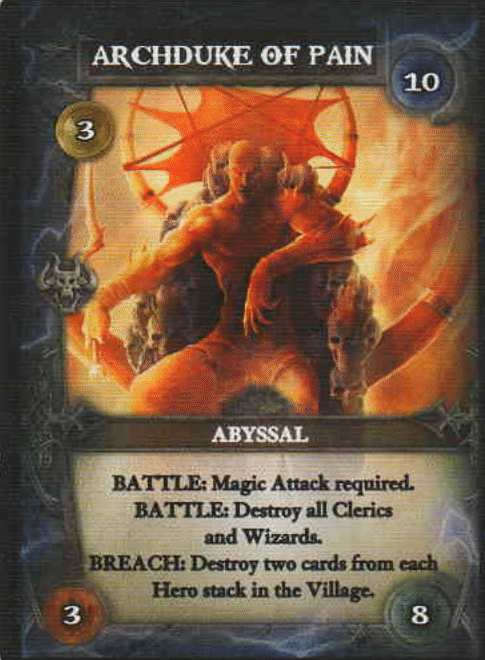 ARCHDUKE OF PAIN
10
3
ABYSSAL
BATTLE: Magic Attack required.
BATTLE: Destroy all Clerics
and Wizards.
BREACH: Destroy two cards from each
Hero stack in the Village.
3
8